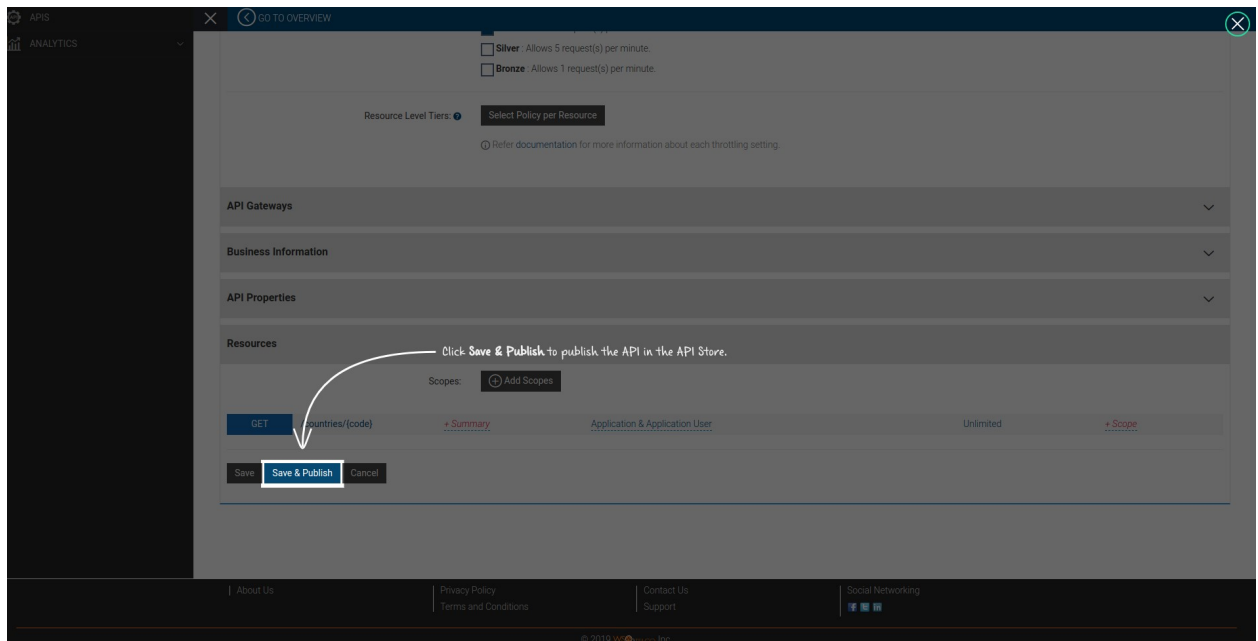 APIS
GO TO OVERVIEW
ANALYTICS
Silver : Allows 5 request(s) per minute.
Bronze : Allows 1 request(s) per minute.
Resource Level Tiers:
Select Policy per Resource
Refer documentation for more information about each throttling setting.
API Gateways
Business Information
API Properties
Resources
Click Save & Publish to publish the API in the API Store.
Scopes:
Add Scopes
GET
/countries/{code}
+ Summary
Application & Application User
Unlimited
+ Scope
Save
Save & Publish
Cancel
About Us
Privacy Policy
Contact Us
Social Networking
Terms and Conditions
Support
© 2019
Inc